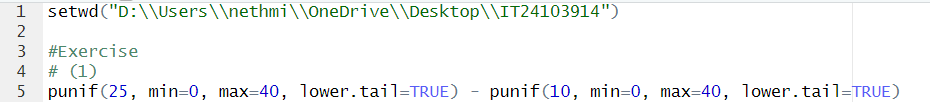 1 setwd("D:\\Users\\nethmi\\OneDrive\\Desktop\\IT24103914")
2
3 #Exercise
4 # (1)
5 punif(25, min=0, max=40, lower.tail=TRUE) - punif(10, min=0, max=40, lower.tail=TRUE)